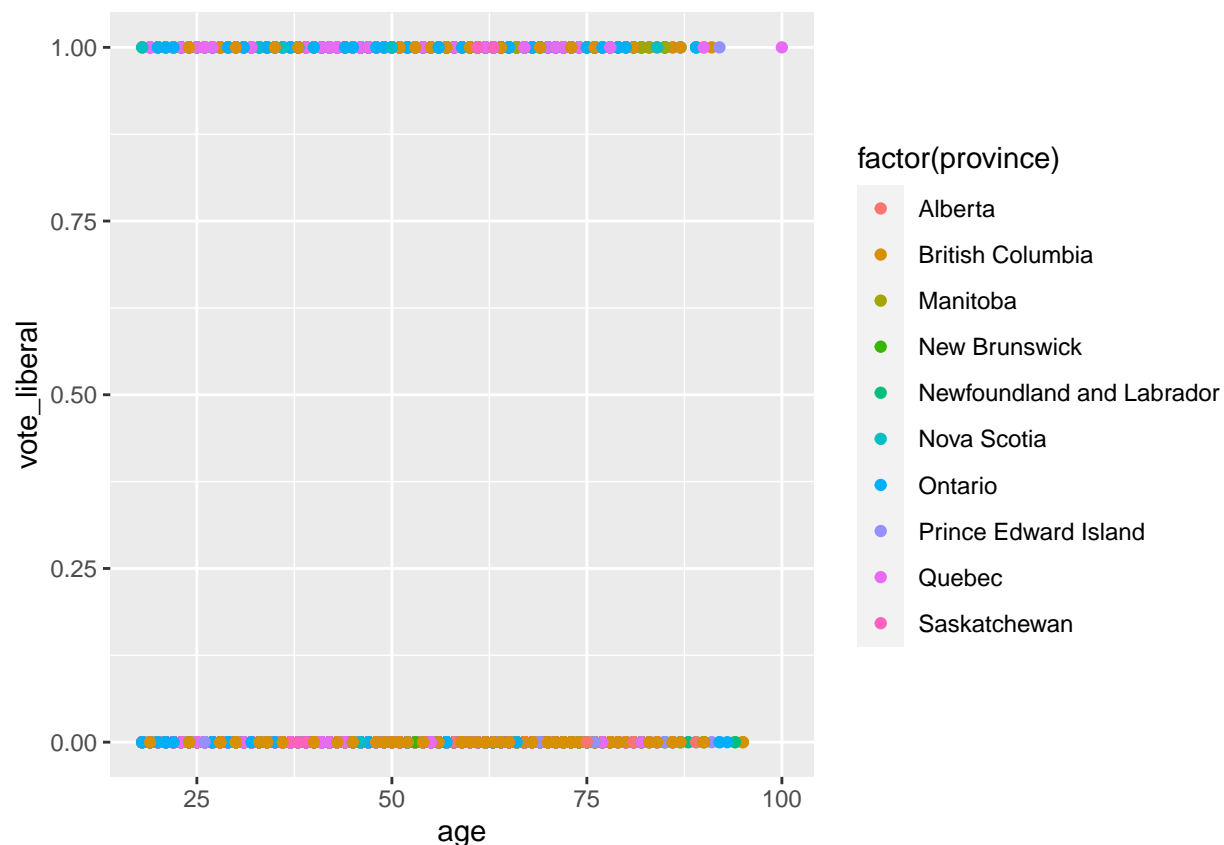 1.00
0.75
0.50
0.25
0.00
vote_liberal
25 50 75 100
age
factor(province)
Alberta
British Columbia
Manitoba
New Brunswick
Newfoundland and Labrador
Nova Scotia
Ontario
Prince Edward Island
Quebec
Saskatchewan